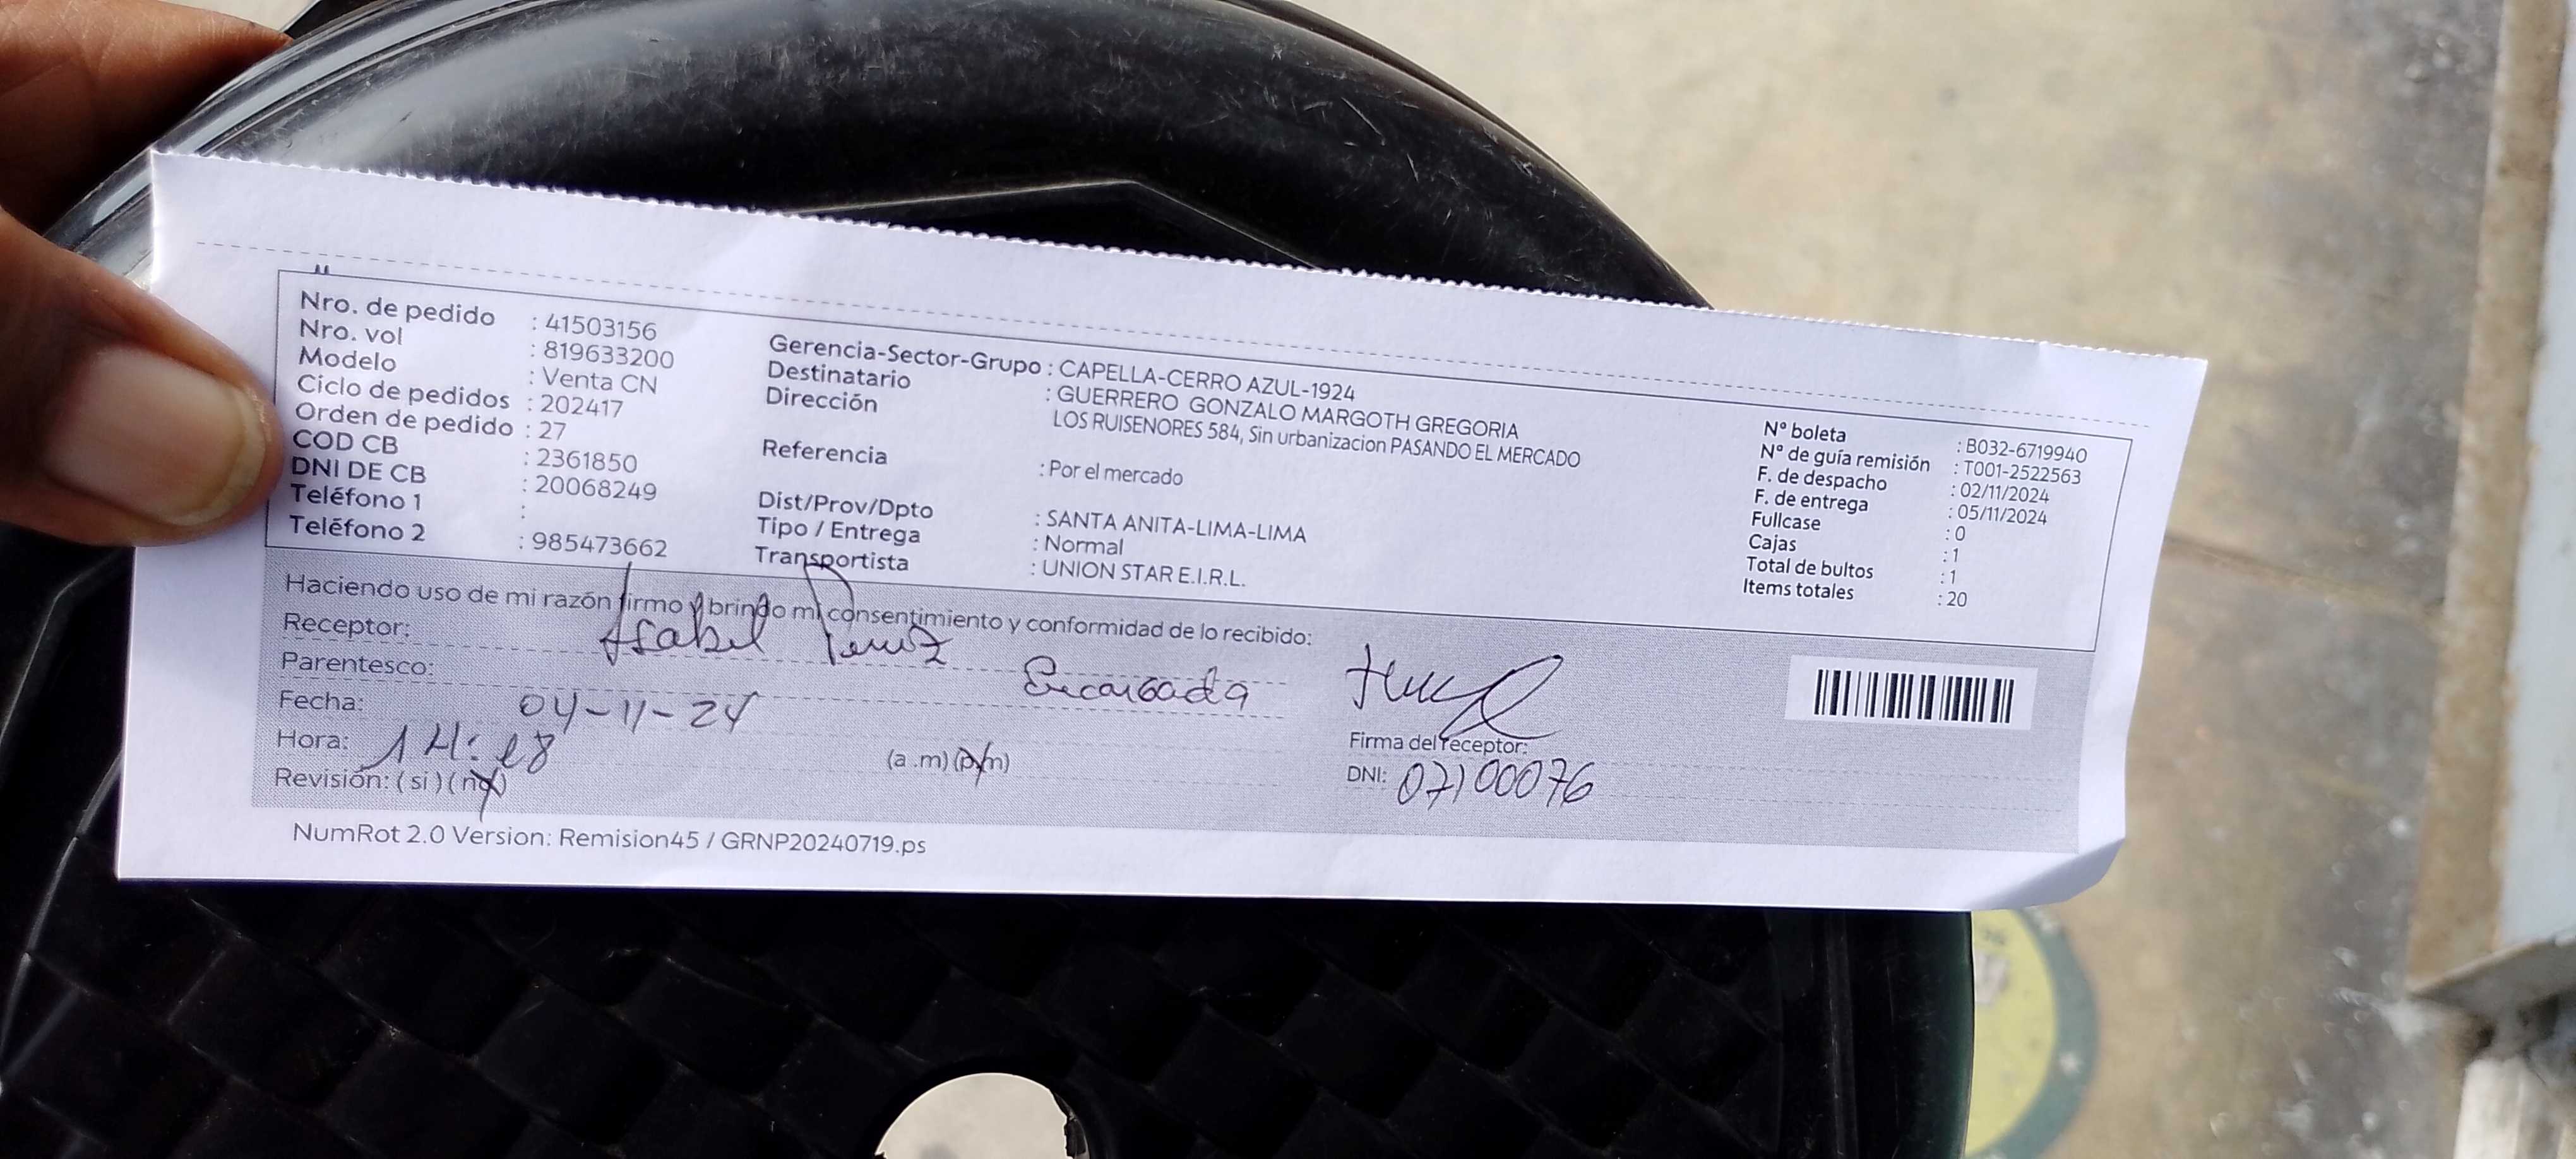 Nro. de pedido : 41503156
Nro. vol : 819633200
Modelo : Venta CN
Ciclo de pedidos : 202417
Orden de pedido : 27
COD CB : 2361850
DNI DE CB : 20068249
Teléfono 1 :
Teléfono 2 : 985473662
Gerencia-Sector-Grupo : CAPELLA-CERRO AZUL-1924
Destinatario : GUERRERO GONZALO MARGOTH GREGORIA
Dirección LOS RUISENORES 584, Sin urbanizacion PASANDO EL MERCADO
Referencia : Por el mercado
Dist/Prov/Dpto : SANTA ANITA-LIMA-LIMA
Tipo / Entrega : Normal
Transportista : UNION STAR E.I.R.L.
N° boleta : B032-6719940
N° de guía remisión : T001-2522563
F. de despacho : 02/11/2024
F. de entrega : 05/11/2024
Fullcase : 0
Cajas : 1
Total de bultos : 1
Items totales : 20
Haciendo uso de mi razón firmo y brindo mi consentimiento y conformidad de lo recibido:
Receptor: Isabel
Parentesco: Encargada
Fecha: 04-11-24
Hora: 14:18 (a .m) (p.m)
Revisión: ( si ) ( no )
Firma del receptor:
DNI: 07100076
NumRot 2.0 Version: Remision45 / GRNP20240719.ps